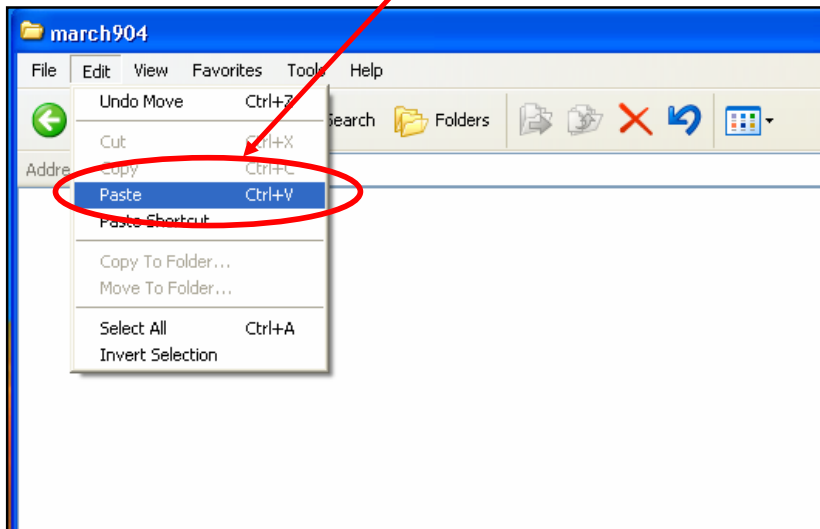 march904
File Edit View Favorites Tools Help
Undo Move Ctrl+Z
Search Folders
Cut Ctrl+X
Addre
Copy Ctrl+C
Paste Ctrl+V
Paste Shortcut
Copy To Folder...
Move To Folder...
Select All Ctrl+A
Invert Selection